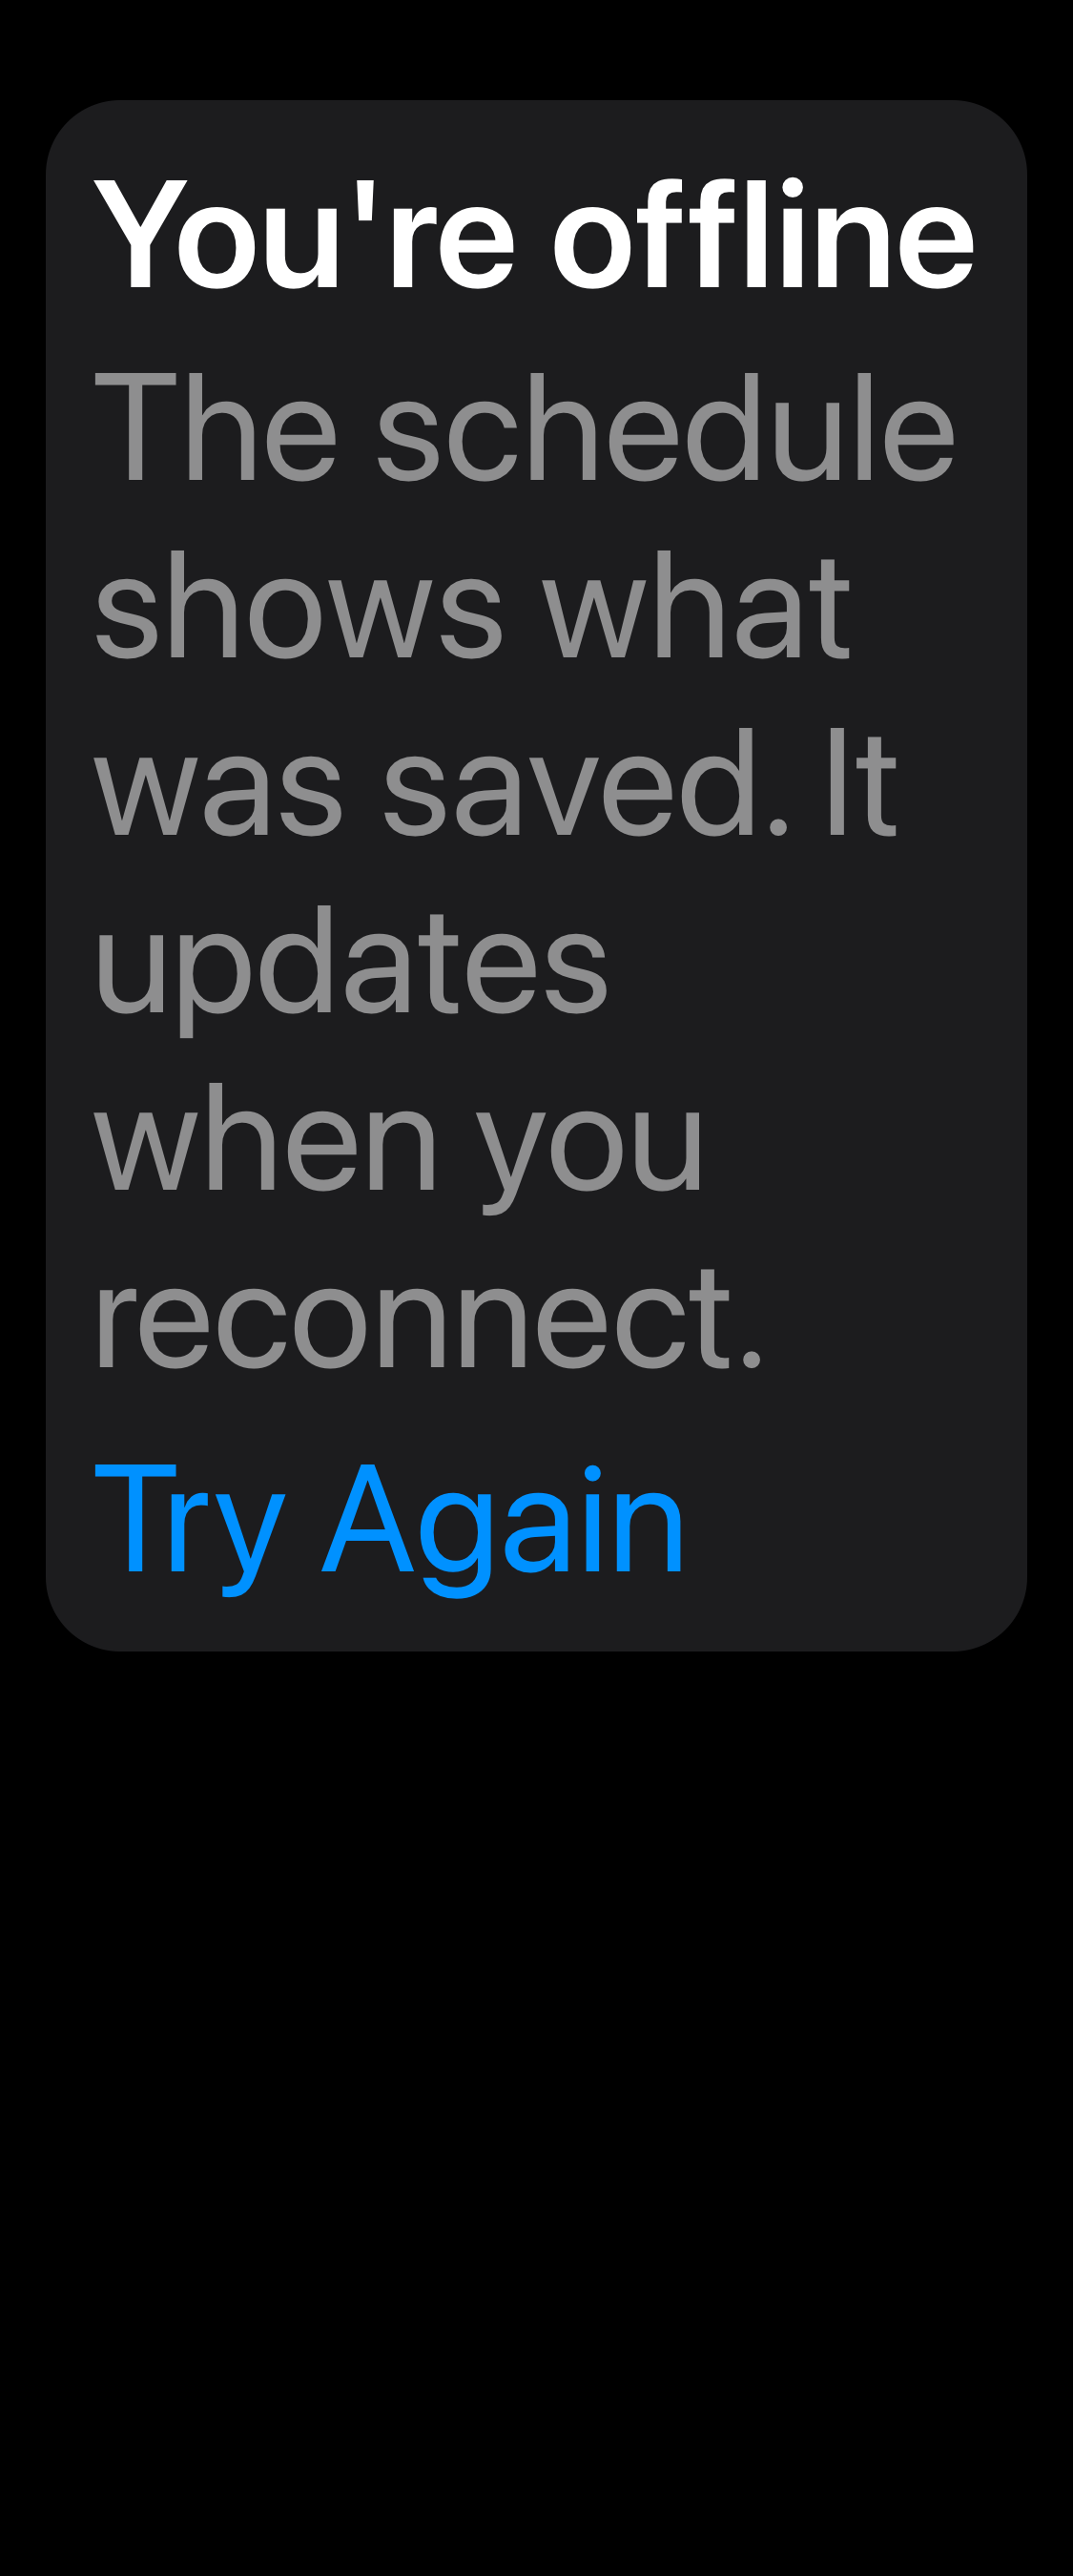 You're offline
The schedule
shows what
was saved. It
updates
when you
reconnect.
Try Again